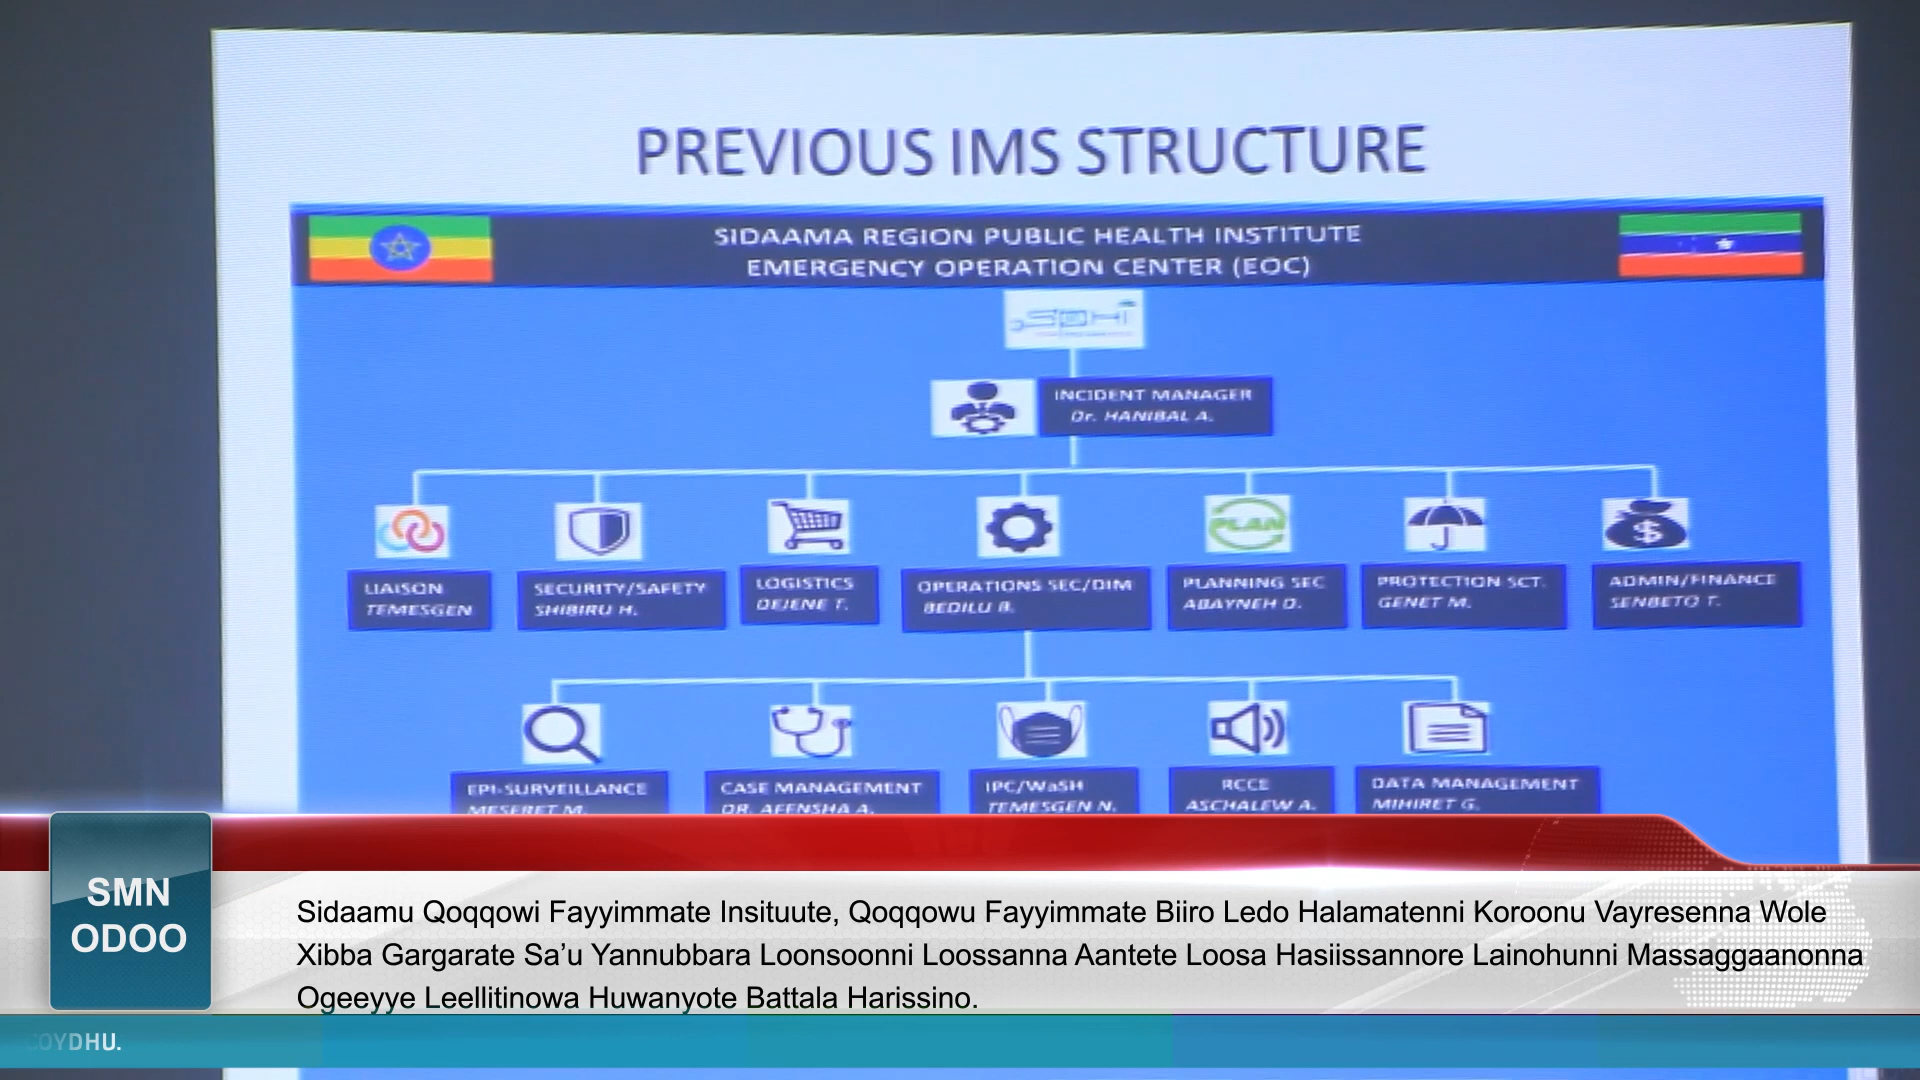 PREVIOUS IMS STRUCTURE
SIDAAMA REGION PUBLIC HEALTH INSTITUTE
EMERGENCY OPERATION CENTER (EOC)
INCIDENT MANAGER
Dr. HANIBAL A.
PLAN
$
LIAISON
TEMESGEN
SECURITY/SAFETY
SHIBIRU H.
LOGISTICS
DEJENE T.
OPERATIONS SEC/DIM
BEDILU B.
PLANNING SEC
ABAYNEH D.
PROTECTION SCT.
GENET M.
ADMIN/FINANCE
SENBETO T.
EPI-SURVEILLANCE
MESERET M.
CASE MANAGEMENT
DR. AFENSHA A.
IPC/WaSH
TEMESGEN N.
RCCE
ASCHALEW A.
DATA MANAGEMENT
MIHIRET G.
SMN
ODOO
Sidaamu Qoqqowi Fayyimmate Insituute, Qoqqowu Fayyimmate Biiro Ledo Halamatenni Koroonu Vayresenna Wole
Xibba Gargarate Sa’u Yannubbara Loonsoonni Loossanna Aantete Loosa Hasiissannore Lainohunni Massaggaanonna
Ogeeyye Leellitinowa Huwanyote Battala Harissino.